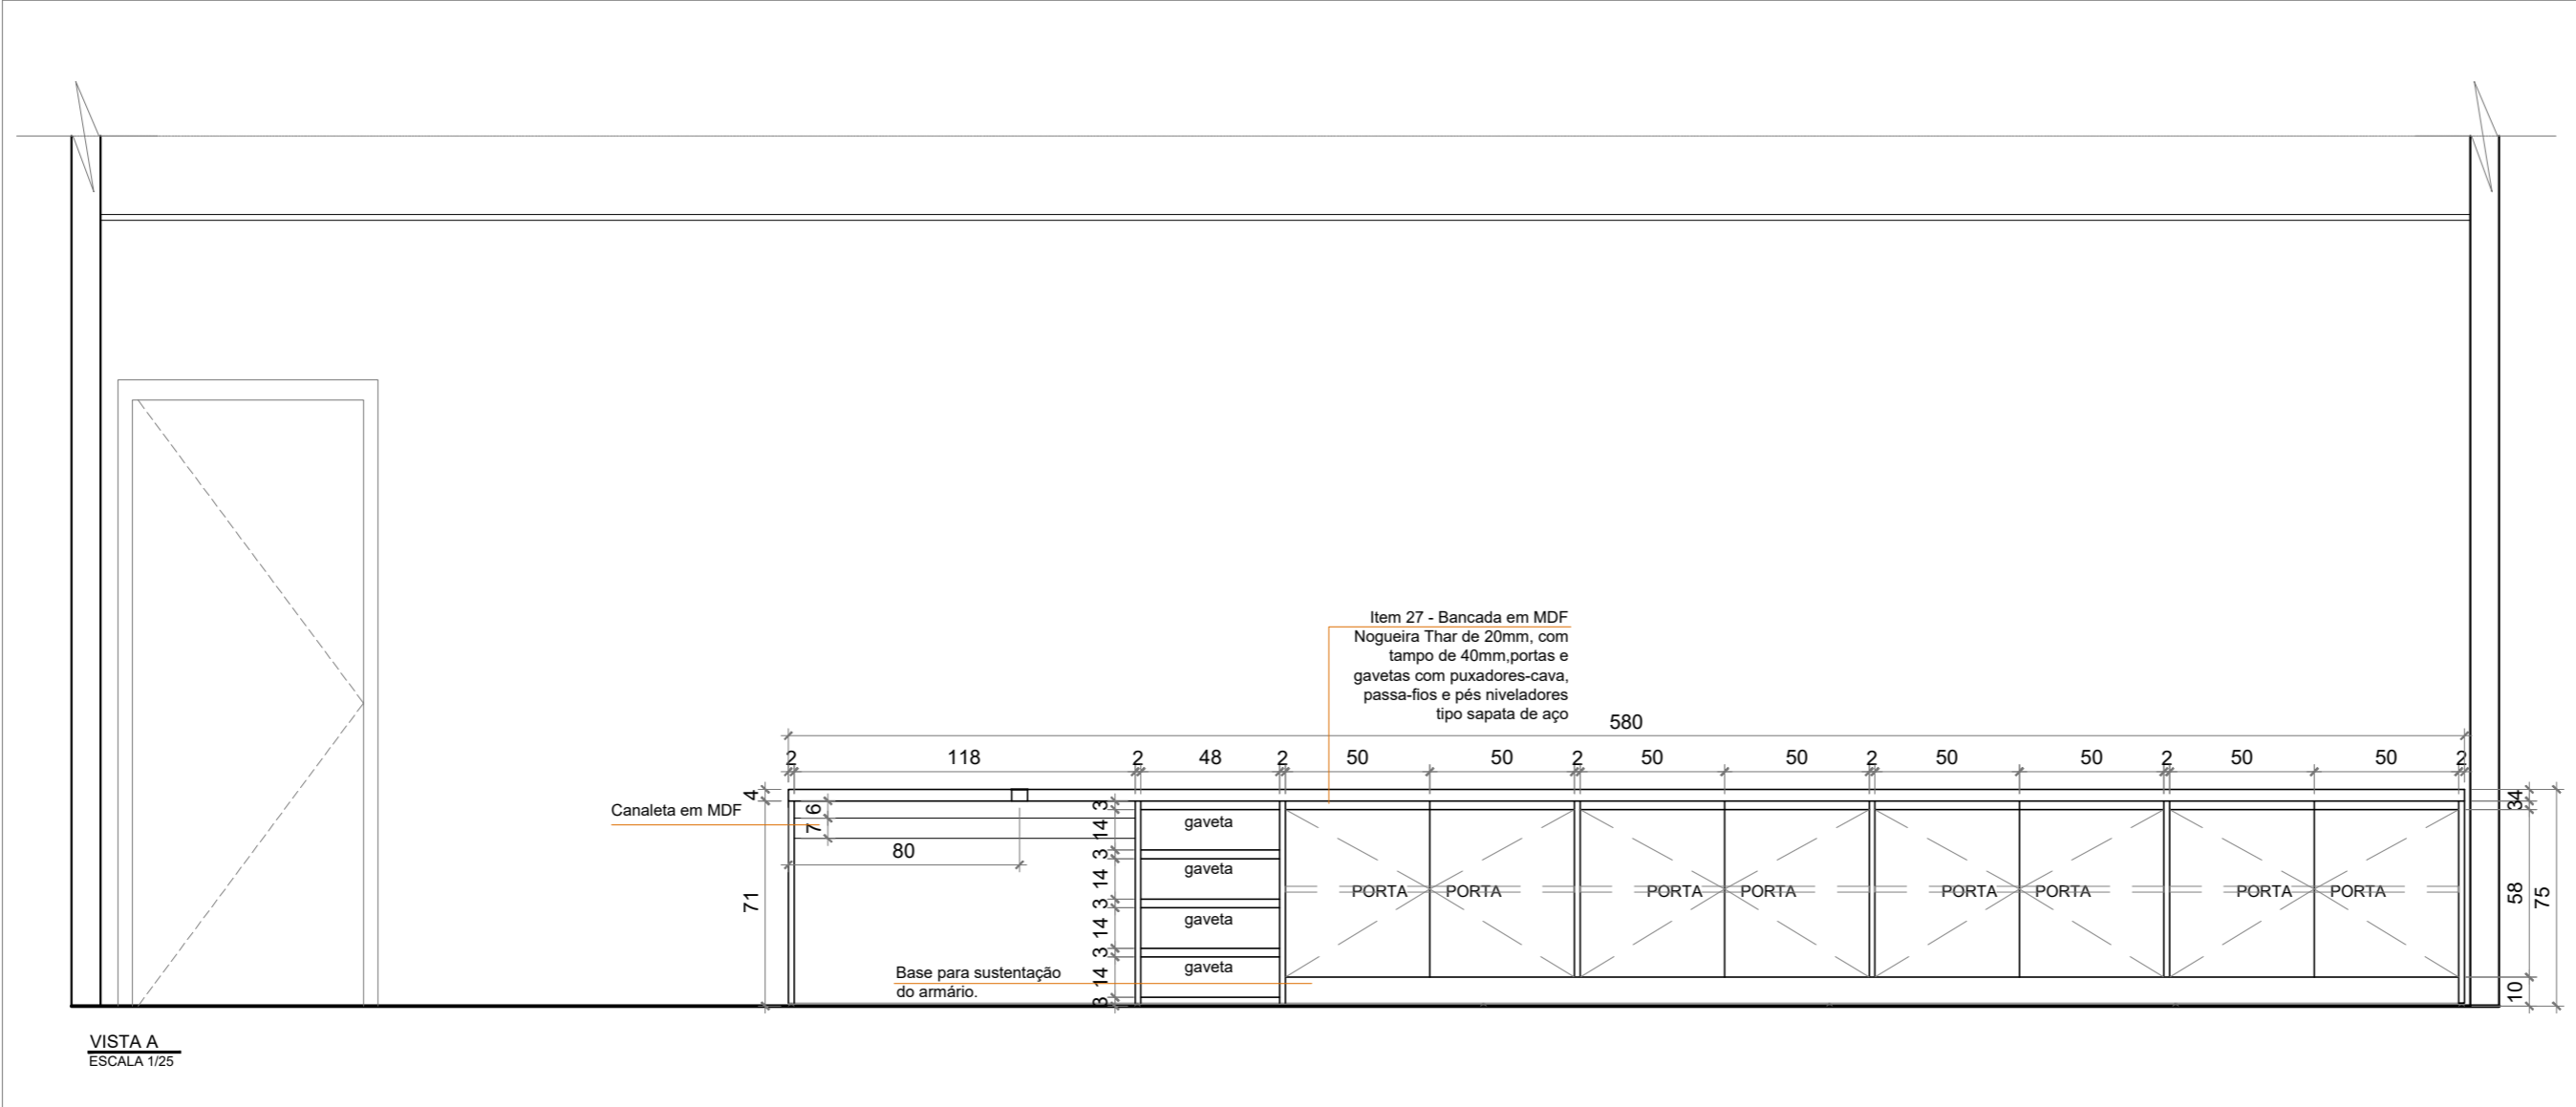 Item 27 - Bancada em MDF
Nogueira Thar de 20mm, com
tampo de 40mm,portas e
gavetas com puxadores-cava,
passa-fios e pés niveladores
tipo sapata de aço
580
2 118 2 48 2 50 50 2 50 50 2 50 50 2 50 50 2
Canaleta em MDF
4
71
6
7
80
3
14
3
14
3
14
3
14
3
gaveta
gaveta
gaveta
gaveta
PORTA PORTA PORTA PORTA PORTA PORTA PORTA PORTA
4
3
58
10
75
Base para sustentação
do armário.
VISTA A
ESCALA 1/25